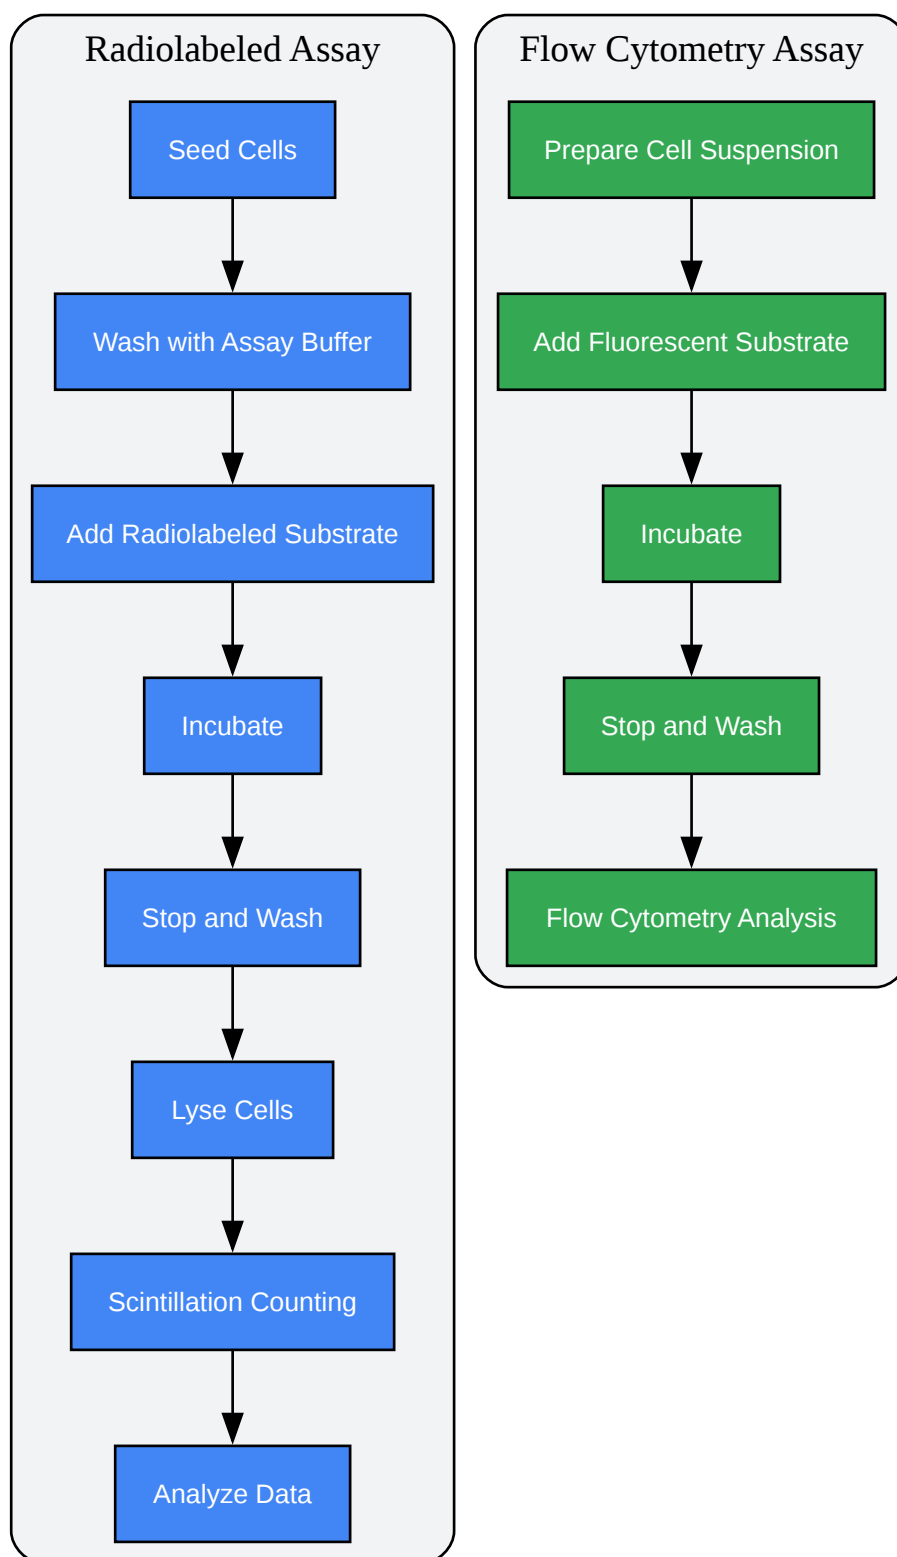 Radiolabeled Assay
Seed Cells
Wash with Assay Buffer
Add Radiolabeled Substrate
Incubate
Stop and Wash
Lyse Cells
Scintillation Counting
Analyze Data
Flow Cytometry Assay
Prepare Cell Suspension
Add Fluorescent Substrate
Incubate
Stop and Wash
Flow Cytometry Analysis